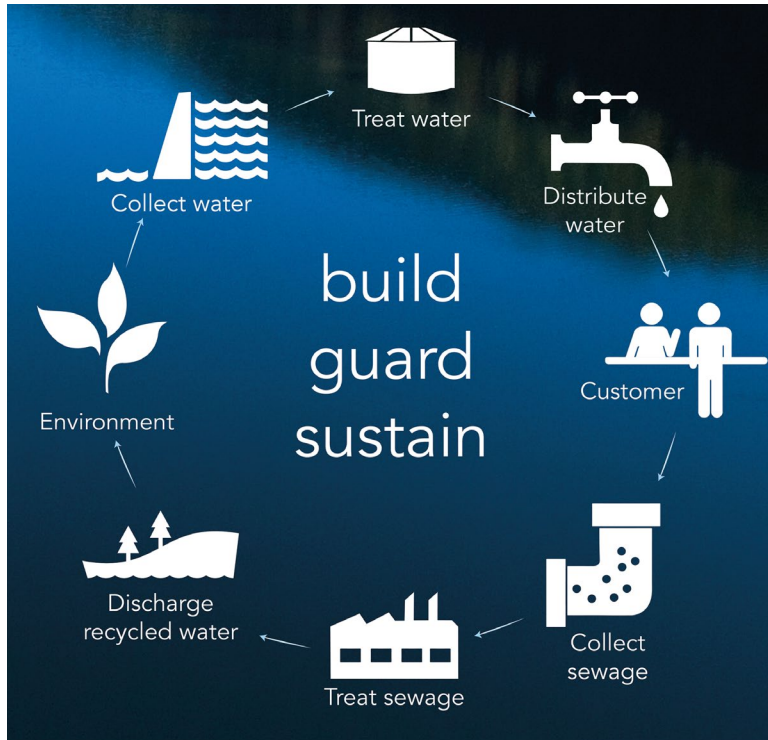 Treat water
Collect water
Distribute
water
build
guard
sustain
Customer
Environment
Collect
sewage
Treat sewage
Discharge
recycled water